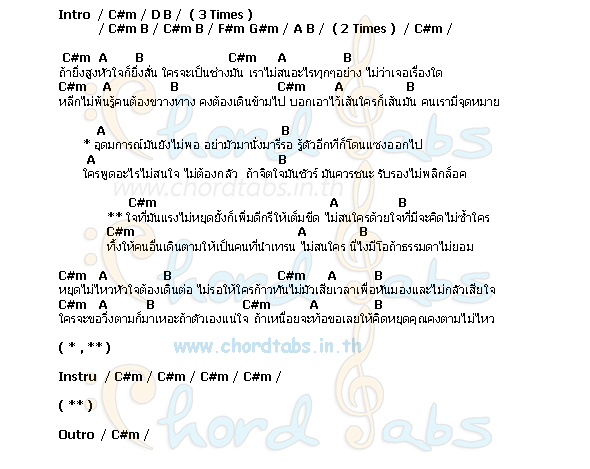 Intro / C#m / D B / ( 3 Times )
/ C#m B / C#m B / F#m G#m / A B / ( 2 Times ) / C#m /
C#m A B C#m A B
ถ้ายิ่งสูงหัวใจก็ยิ่งสั่น ใครจะเป็นช่างมัน เราไม่สนอะไรทุกๆอย่าง ไม่ว่าเจอเรื่องใด
C#m A B C#m A B
หลีกไม่พ้นรู้คนต้องขวางทาง คงต้องเดินข้ามไป บอกเอาไว้เส้นใครก็เส้นมัน คนเรามีจุดหมาย
A B
* อุดมการณ์มันยังไม่พอ อย่ามัวมานั่งมารีรอ รู้ตัวอีกทีก็โดนแซงออกไป
A B
ใครพูดอะไรไม่สนใจ ไม่ต้องกลัว ถ้าจิตใจมันชัวร์ มันควรชนะ รับรองไม่พลิกล็อค
www.chordtabs.in.th
C#m A B
** ใจที่มันแรงไม่หยุดยั้งก็เพิ่มดีกรีให้เต็มขีด ไม่สนใครด้วยใจที่มีจะคิดไม่ซ้ำใคร
C#m A B
ทิ้งให้คนอื่นเดินตามให้เป็นคนที่นำเทรน ไม่สนใคร นี่ไงมีโอถ้าธรรมดาไม่ยอม
C#m A B C#m A B
หยุดไม่ไหวหัวใจต้องเดินต่อ ไม่รอให้ใครก้าวทันไม่มัวเสียเวลาเพื่อหันมองและไม่กลัวเสียใจ
C#m A B C#m A B
ใครจะขอวิ่งตามก็มาเหอะถ้าตัวเองแน่ใจ ถ้าเหนื่อยจะท้อขอเลยให้คิดหยุดคุณคงตามไม่ไหว
( * , ** )
www.chordtabs.in.th
Instru / C#m / C#m / C#m / C#m /
( ** )
Chord Tabs
Outro / C#m /